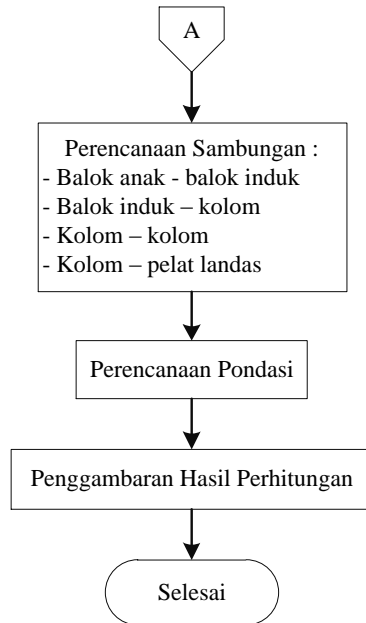 A
Perencanaan Sambungan :
- Balok anak - balok induk
- Balok induk – kolom
- Kolom – kolom
- Kolom – pelat landas
Perencanaan Pondasi
Penggambaran Hasil Perhitungan
Selesai